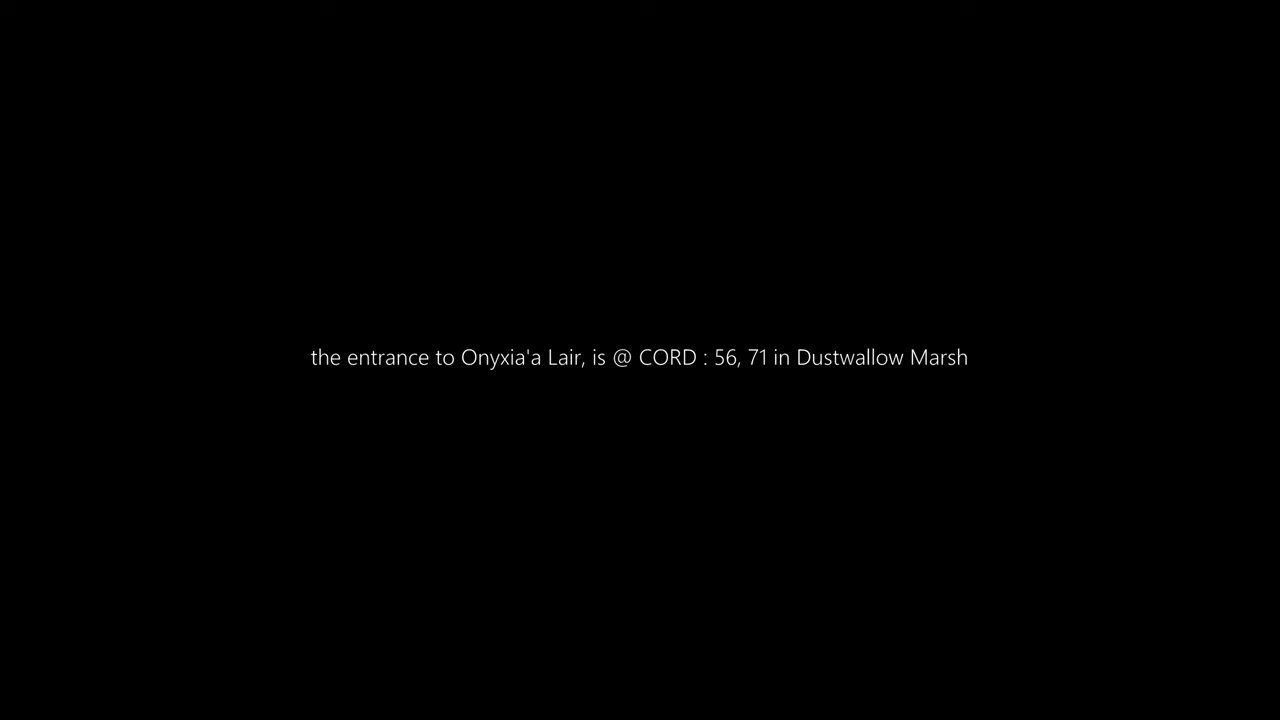 the entrance to Onyxia'a Lair, is @ CORD : 56, 71 in Dustwallow Marsh